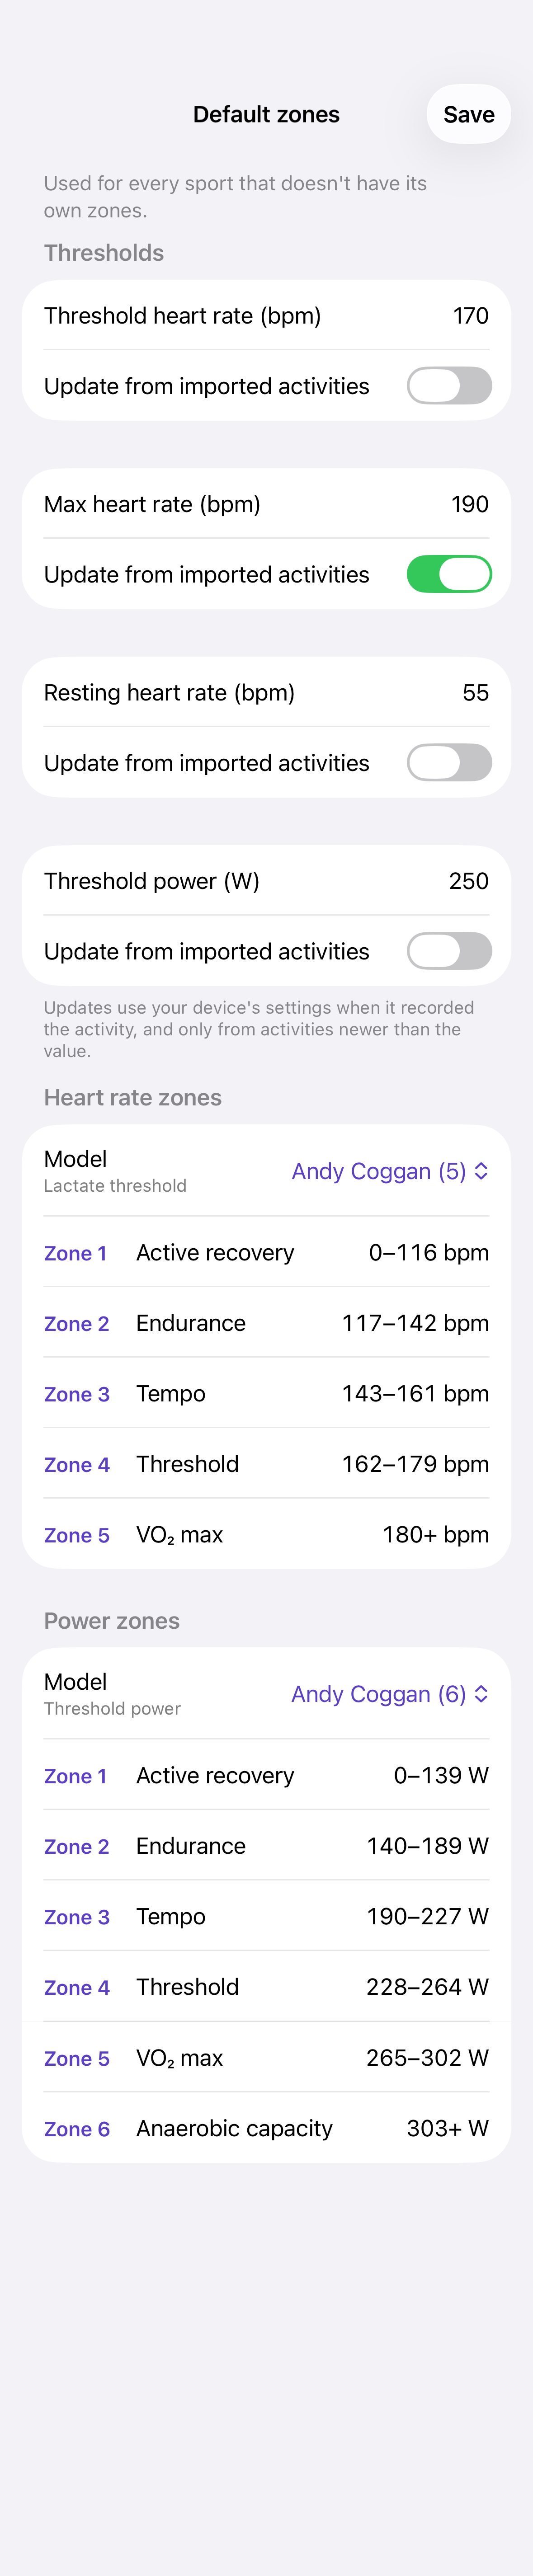 Default zones
Save
Used for every sport that doesn't have its
own zones.
Thresholds
Threshold heart rate (bpm) 170
Update from imported activities
Max heart rate (bpm) 190
Update from imported activities
Resting heart rate (bpm) 55
Update from imported activities
Threshold power (W) 250
Update from imported activities
Updates use your device's settings when it recorded
the activity, and only from activities newer than the
value.
Heart rate zones
Model
Lactate threshold
Andy Coggan (5)
Zone 1 Active recovery 0–116 bpm
Zone 2 Endurance 117–142 bpm
Zone 3 Tempo 143–161 bpm
Zone 4 Threshold 162–179 bpm
Zone 5 VO₂ max 180+ bpm
Power zones
Model
Threshold power
Andy Coggan (6)
Zone 1 Active recovery 0–139 W
Zone 2 Endurance 140–189 W
Zone 3 Tempo 190–227 W
Zone 4 Threshold 228–264 W
Zone 5 VO₂ max 265–302 W
Zone 6 Anaerobic capacity 303+ W